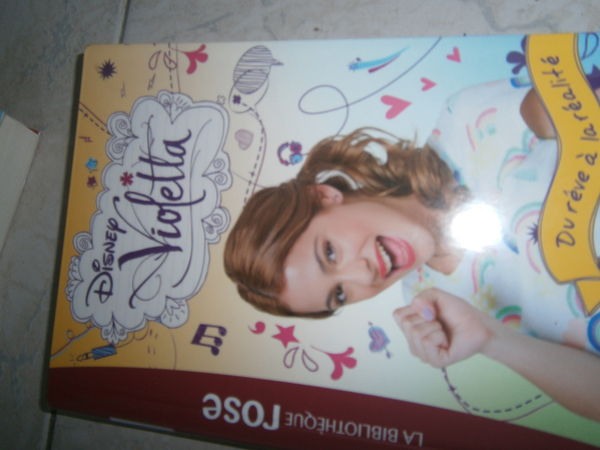 DISNEY
Violetta
Du rêve à la réalité
LA BIBLIOTHÈQUE rose